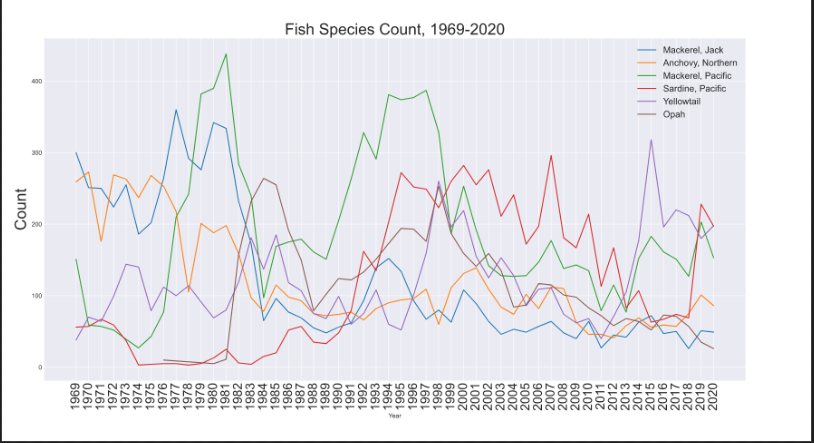 Fish Species Count, 1969-2020
Mackerel, Jack
Anchovy, Northern
Mackerel, Pacific
Sardine, Pacific
Yellowtail
Opah
400
300
200
100
0
Count
1969 1970 1971 1972 1973 1974 1975 1976 1977 1978 1979 1980 1981 1982 1983 1984 1985 1986 1987 1988 1989 1990 1991 1992 1993 1994 1995 1996 1997 1998 1999 2000 2001 2002 2003 2004 2005 2006 2007 2008 2009 2010 2011 2012 2013 2014 2015 2016 2017 2018 2019 2020
Year